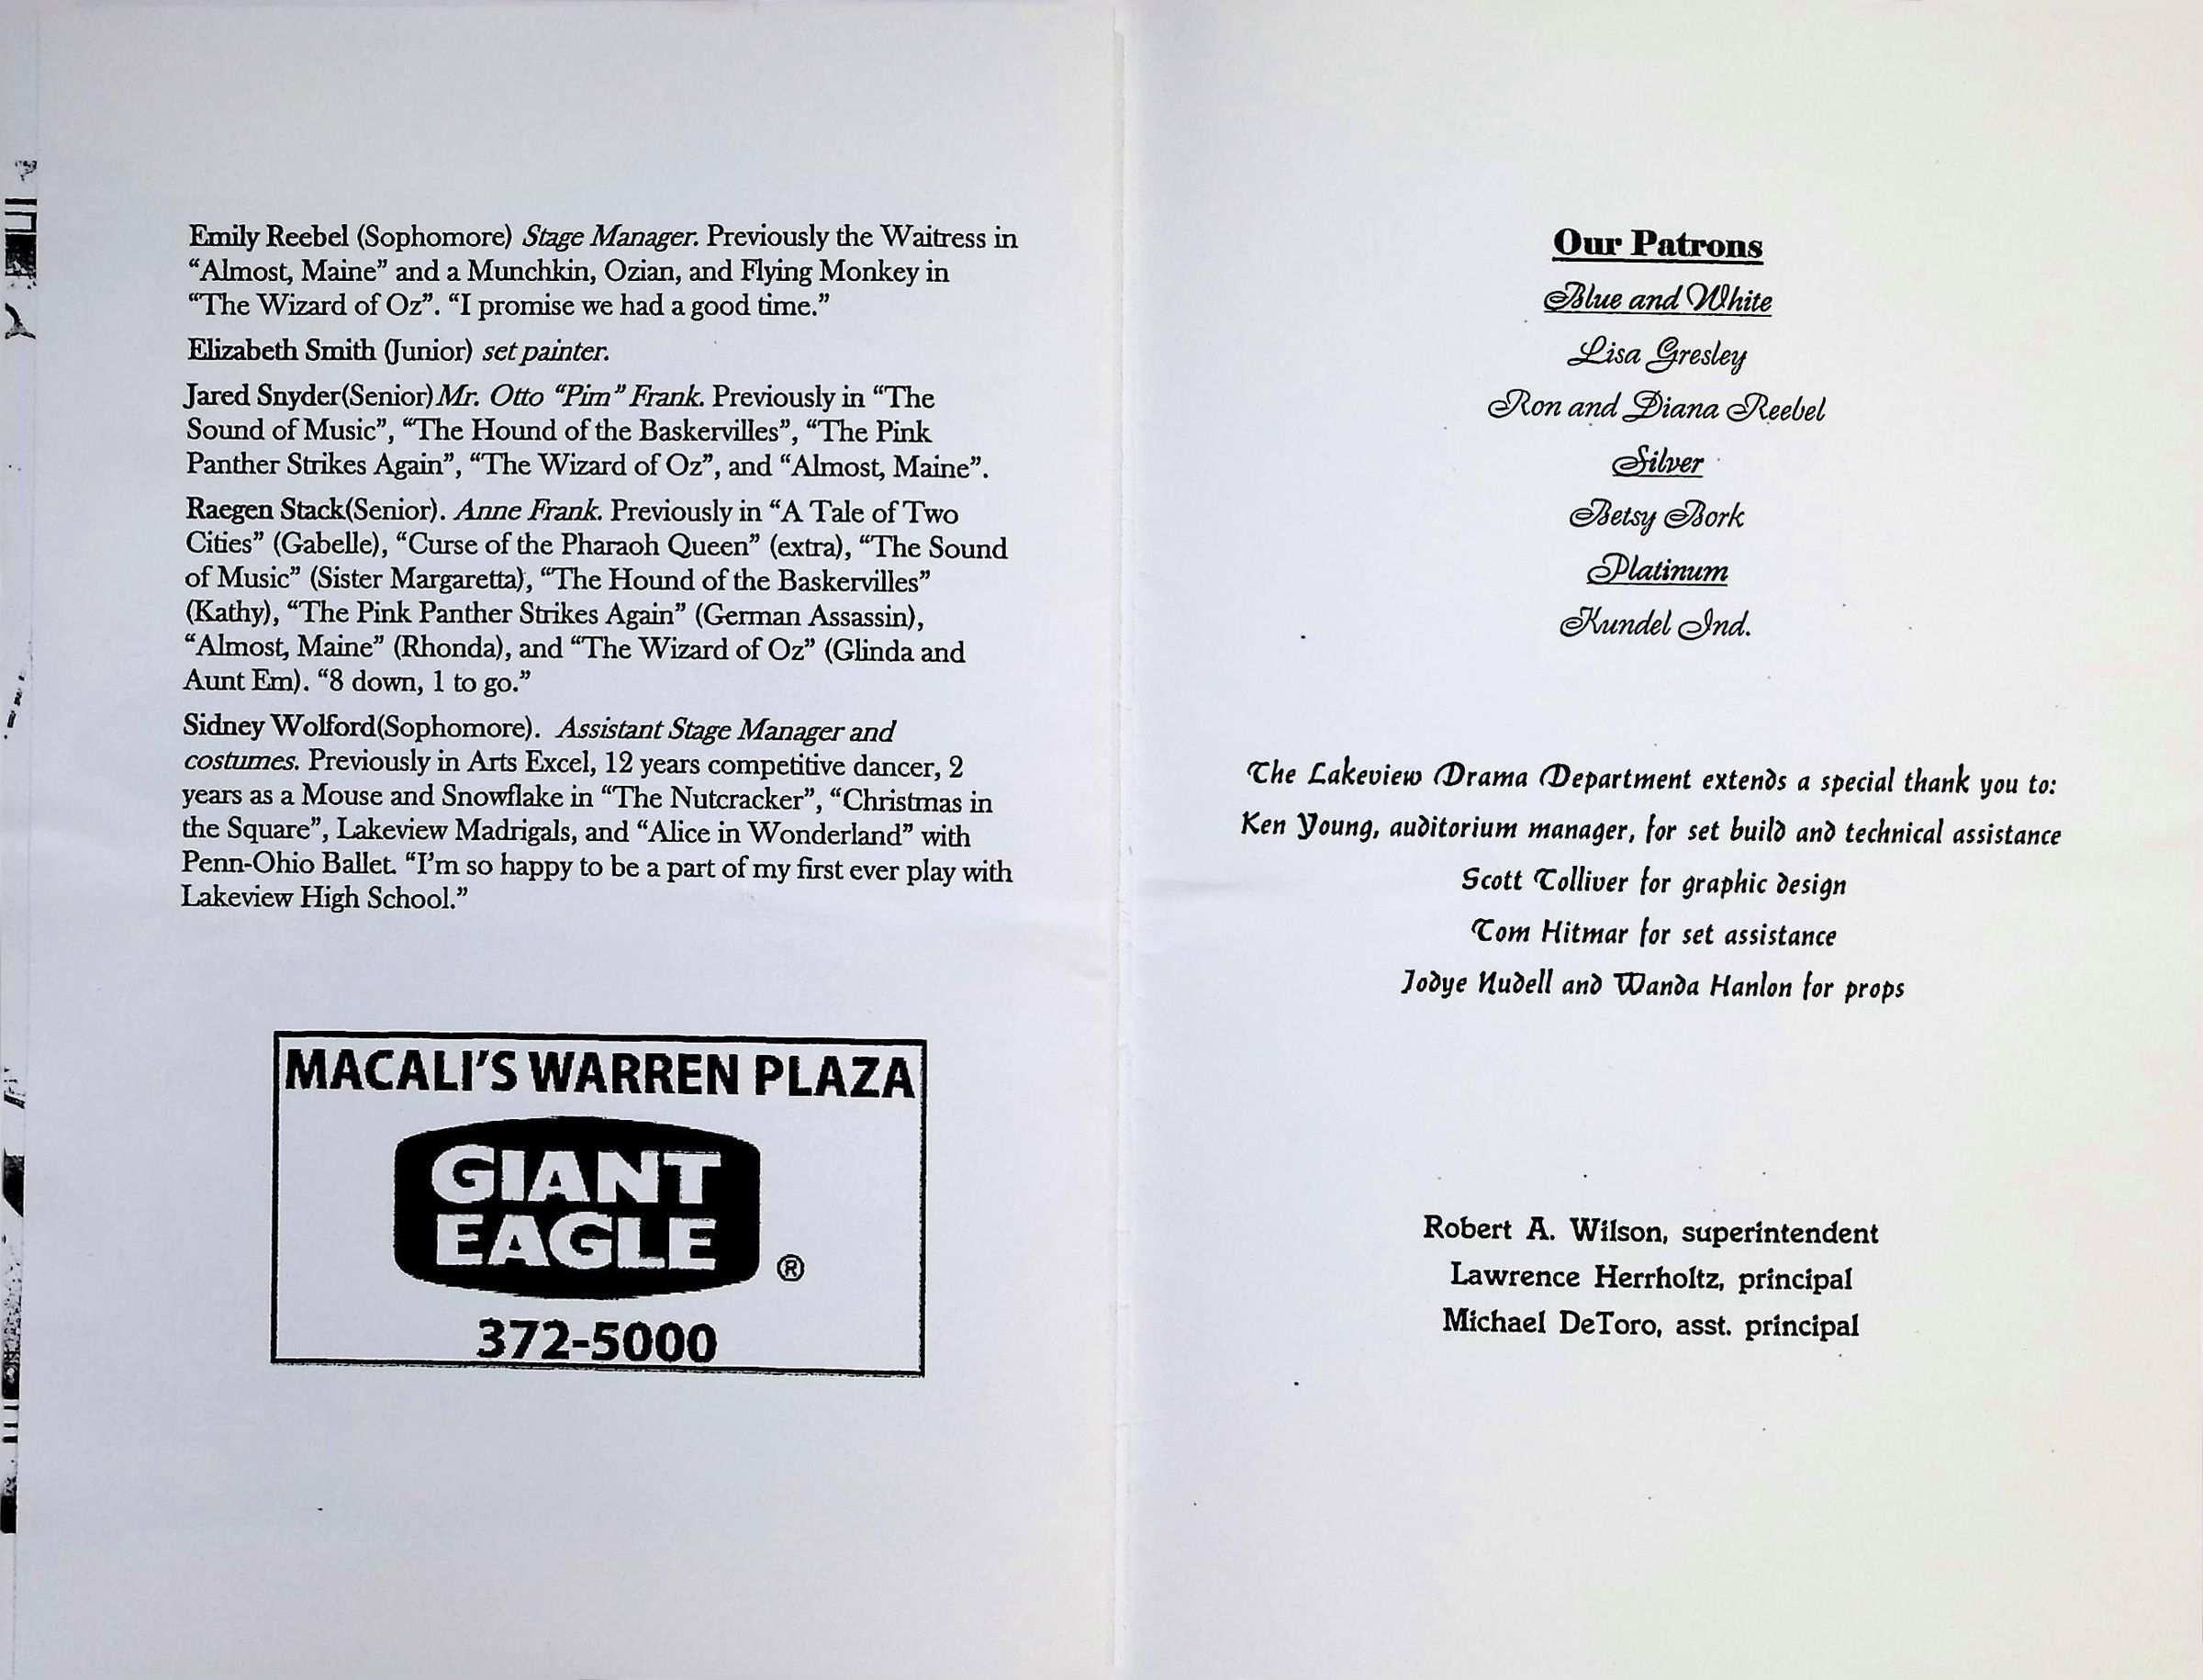 Emily Reebel (Sophomore) Stage Manager. Previously the Waitress in
“Almost, Maine” and a Munchkin, Ozian, and Flying Monkey in
“The Wizard of Oz”. “I promise we had a good time.”
Elizabeth Smith (Junior) set painter.
Jared Snyder(Senior)Mr. Otto “Pim” Frank. Previously in “The
Sound of Music”, “The Hound of the Baskervilles”, “The Pink
Panther Strikes Again”, “The Wizard of Oz”, and “Almost, Maine”.
Raegen Stack(Senior). Anne Frank. Previously in “A Tale of Two
Cities” (Gabelle), “Curse of the Pharaoh Queen” (extra), “The Sound
of Music” (Sister Margaretta), “The Hound of the Baskervilles”
(Kathy), “The Pink Panther Strikes Again” (German Assassin),
“Almost, Maine” (Rhonda), and “The Wizard of Oz” (Glinda and
Aunt Em). “8 down, 1 to go.”
Sidney Wolford(Sophomore). Assistant Stage Manager and
costumes. Previously in Arts Excel, 12 years competitive dancer, 2
years as a Mouse and Snowflake in “The Nutcracker”, “Christmas in
the Square”, Lakeview Madrigals, and “Alice in Wonderland” with
Penn-Ohio Ballet. “I’m so happy to be a part of my first ever play with
Lakeview High School.”
MACALI’S WARREN PLAZA
GIANT
EAGLE
®
372-5000
Our Patrons
Blue and White
Lisa Gresley
Ron and Diana Reebel
Silver
Betsy Bork
Platinum
Kundel Ind.
The Lakeview Drama Department extends a special thank you to:
Ken Young, auditorium manager, for set build and technical assistance
Scott Tolliver for graphic design
Tom Hitmar for set assistance
Jodye Nudell and Wanda Hanlon for props
Robert A. Wilson, superintendent
Lawrence Herrholtz, principal
Michael DeToro, asst. principal